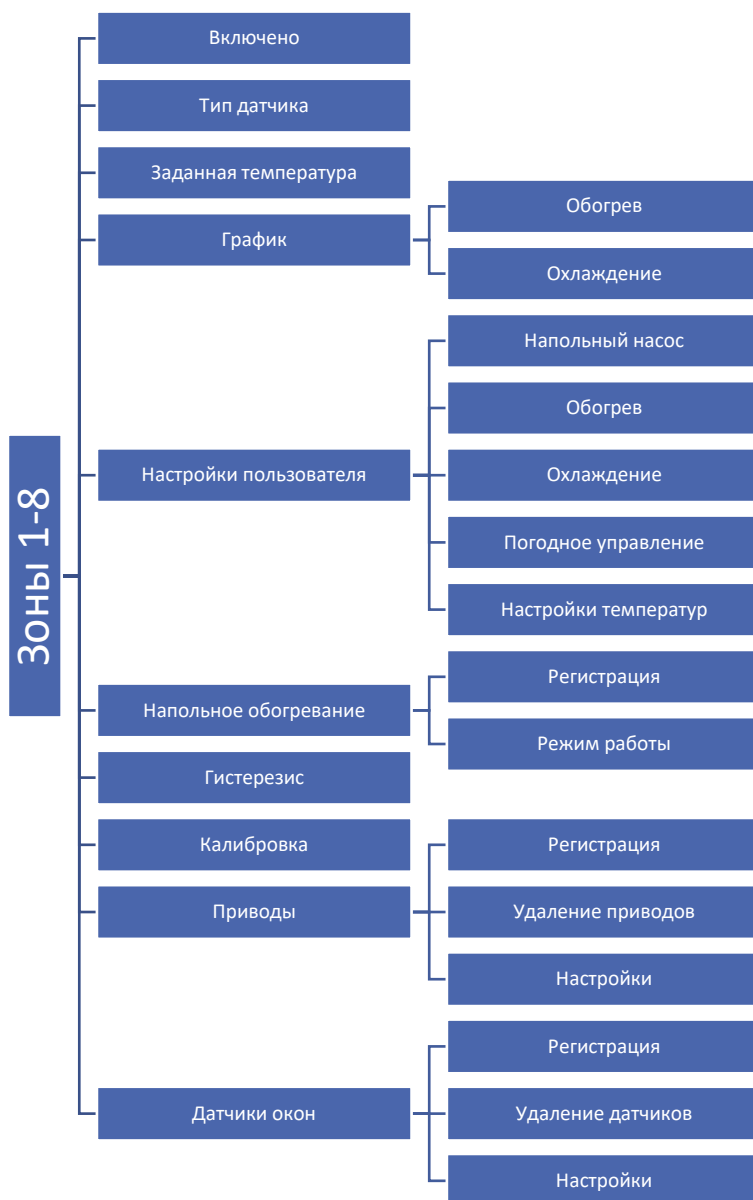 Зоны 1-8
Включено
Тип датчика
Заданная температура
График
Обогрев
Охлаждение
Настройки пользователя
Напольный насос
Обогрев
Охлаждение
Погодное управление
Настройки температур
Напольное обогревание
Регистрация
Режим работы
Гистерезис
Калибровка
Приводы
Регистрация
Удаление приводов
Настройки
Датчики окон
Регистрация
Удаление датчиков
Настройки